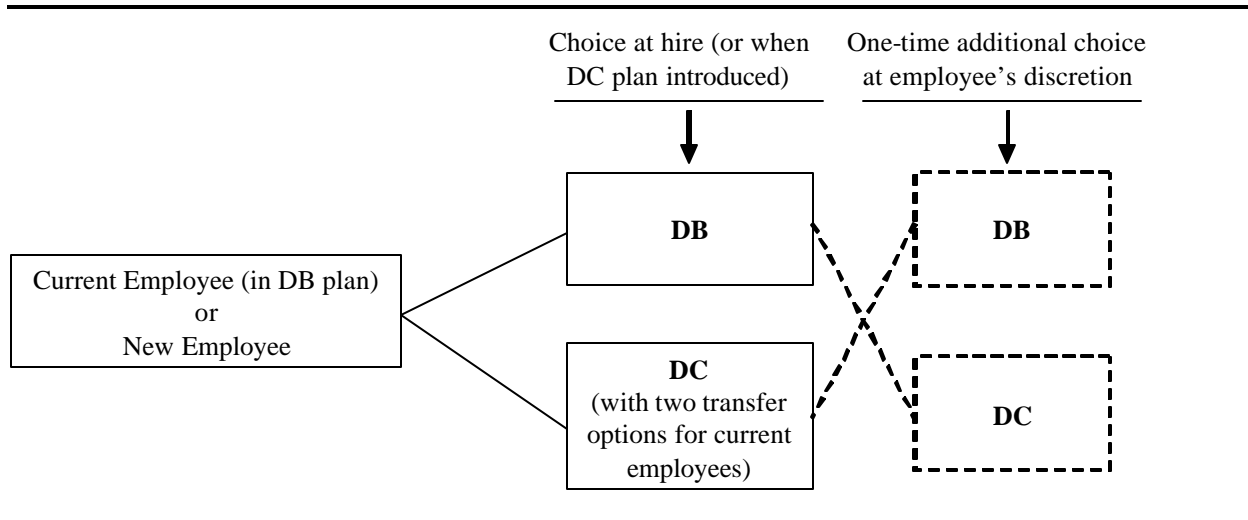 Choice at hire (or when
DC plan introduced)
One-time additional choice
at employee’s discretion
Current Employee (in DB plan)
or
New Employee
DB
DC
(with two transfer
options for current
employees)
DB
DC